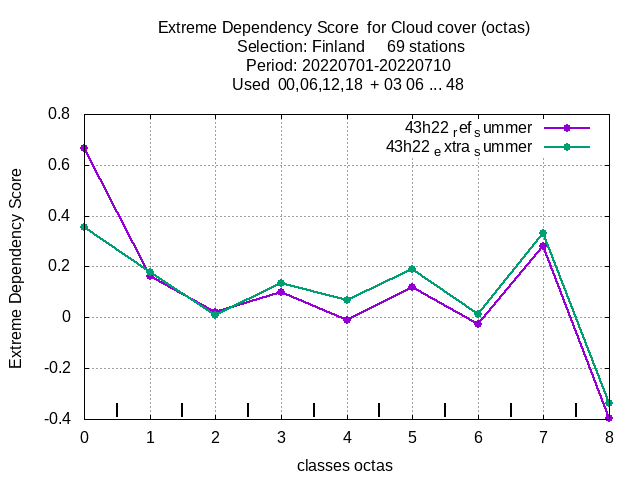 Extreme Dependency Score for Cloud cover (octas)
Selection: Finland 69 stations
Period: 20220701-20220710
Used 00,06,12,18 + 03 06 ... 48
43h22 ref summer
43h22 extra summer
0.8
0.6
0.4
0.2
0
-0.2
-0.4
Extreme Dependency Score
0 1 2 3 4 5 6 7 8
classes octas